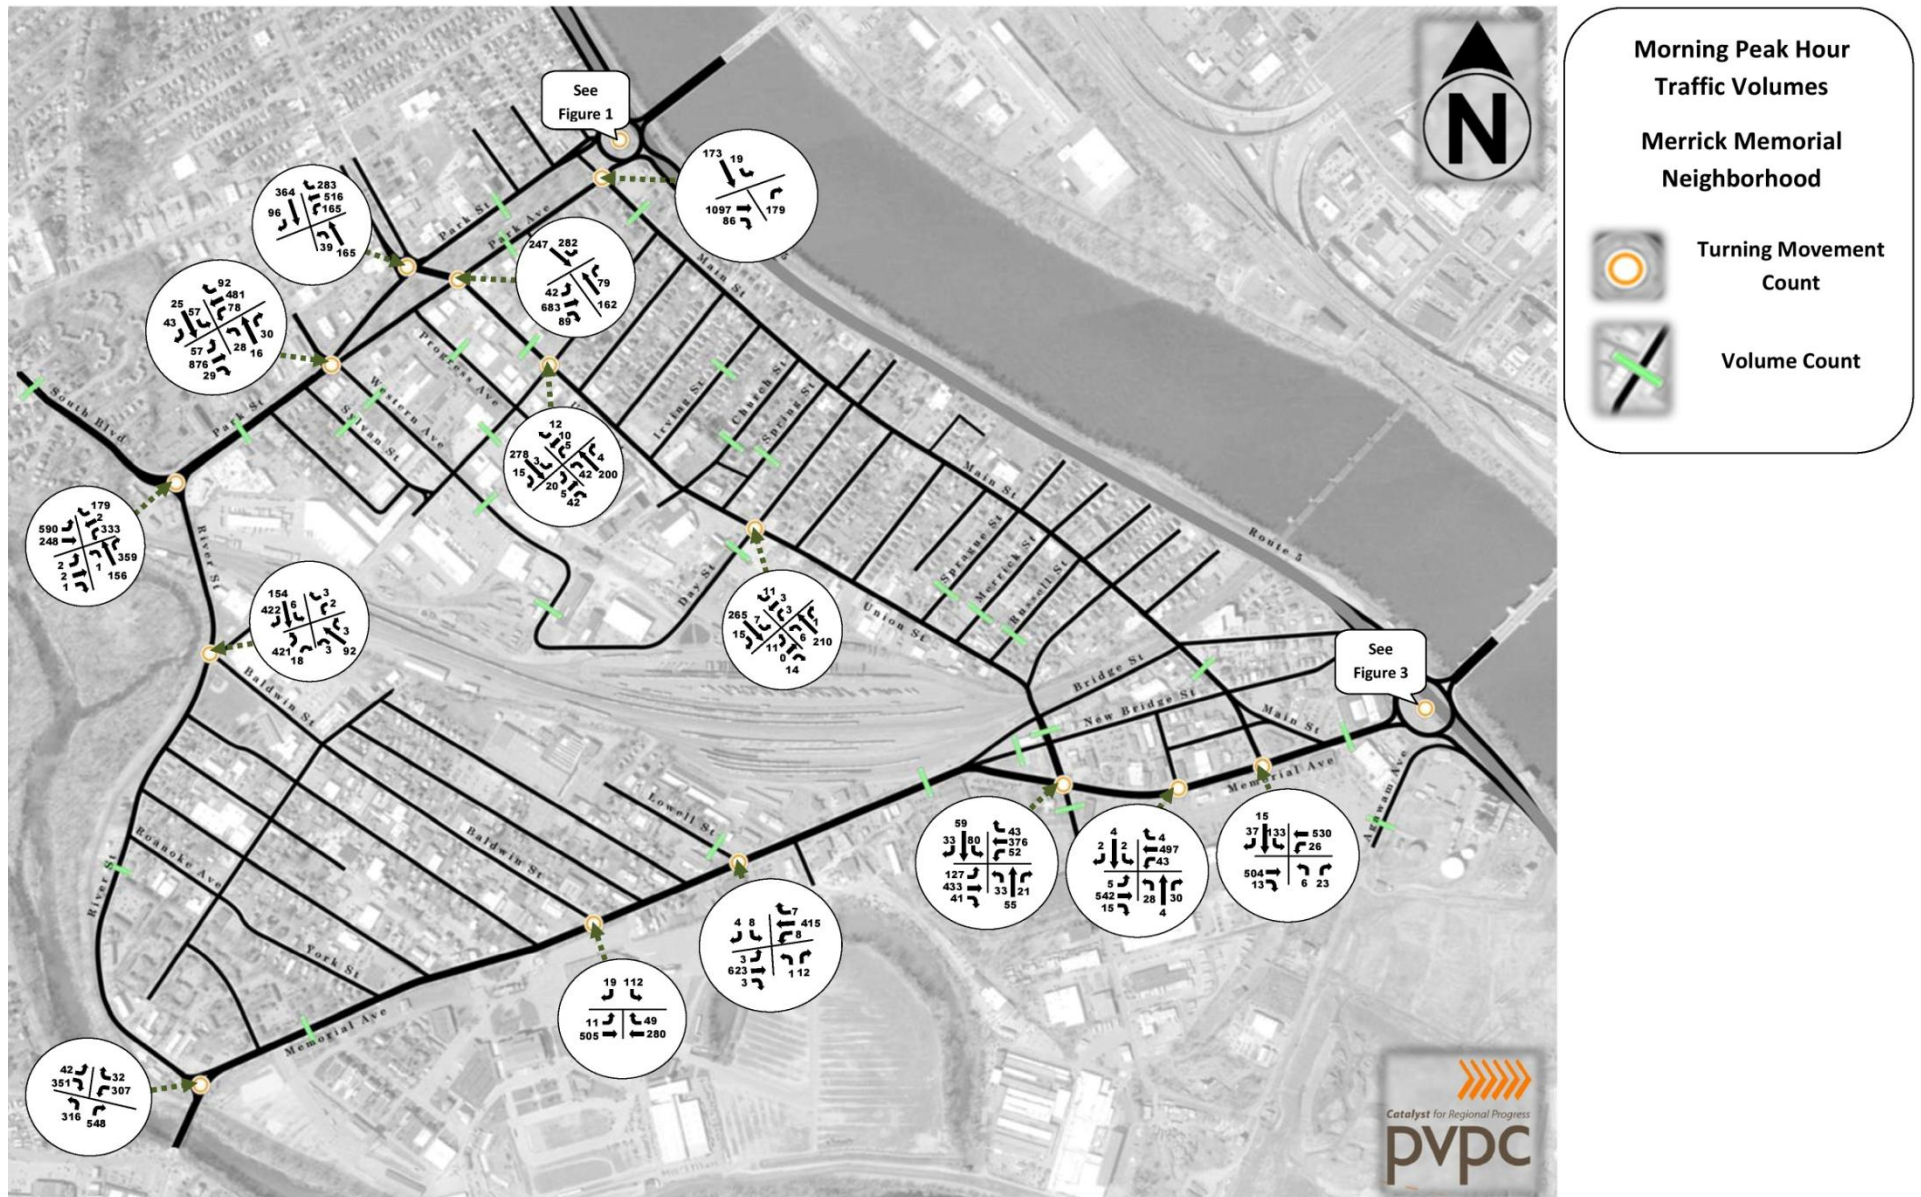 See
Figure 1
N
Morning Peak Hour
Traffic Volumes
Merrick Memorial
Neighborhood
Turning Movement
Count
Volume Count
173 19
1097 179
86
364 283
516
96 165
39 165
247 282
42 79
683 162
89
92
25 481
57 78
43
57 30
876 28 16
29
12
10
5
278 3 4
15 42 200
20
5
42
179
590 2
248 333
2 359
2 1
1 156
154 3
422 6 2
421 3
18 3 92
71 3
265 7 3
15 6 210
11
0
14
59 43
33 80 376
52
127
433 33 21
41 55
4 4
2 2 497
43
5
542 28 30
15 4
15
37 133 530
26
504
13 6 23
7
4 8 415
8
3
623 1 12
3
19 112
11 49
505 280
42 32
351 307
316 548
Park St
Park Ave
Main St
Progress Ave
Western Ave
Sylvan St
South Blvd
Park St
River St
Irving St
Church St
Spring St
Main St
Day St
Union St
Sprague St
Merrick St
Russell St
Route 5
See
Figure 3
Bridge St
New Bridge St
Main St
Memorial Ave
Agawam Ave
Baldwin St
Lowell St
Baldwin St
Roanoke Ave
River St
York St
Memorial Ave
Catalyst for Regional Progress
pvpc